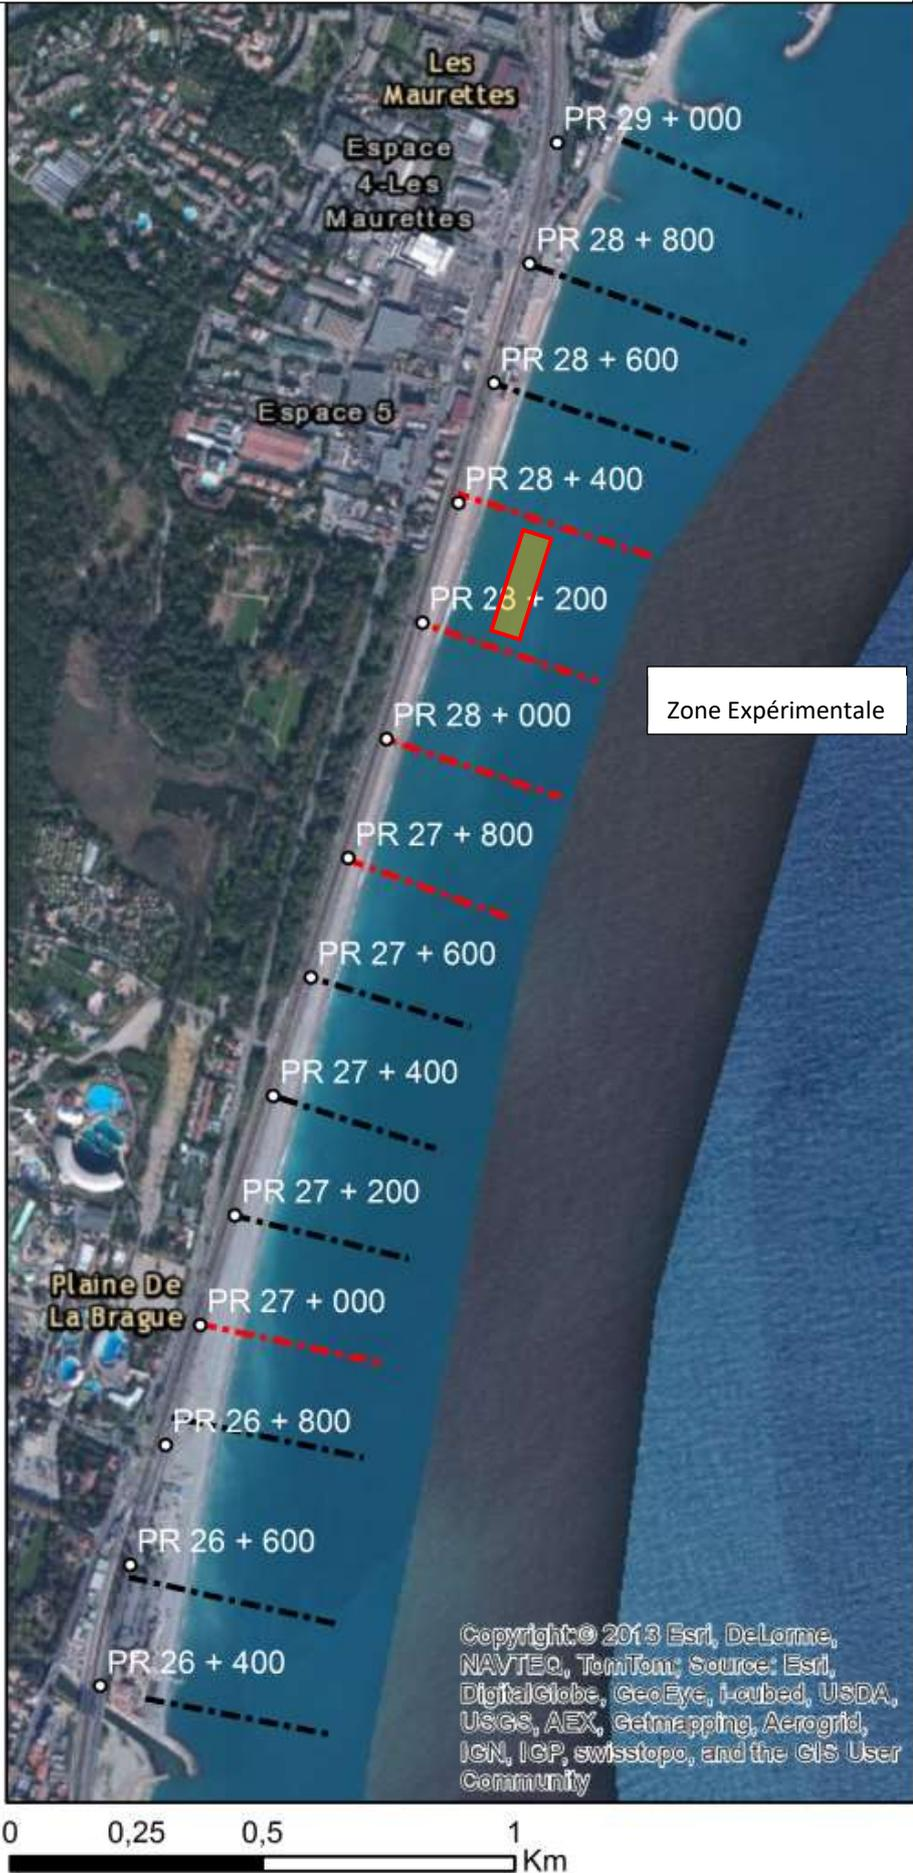 Les
Maurettes
PR 29 + 000
Espace
4-Les
Maurettes
PR 28 + 800
PR 28 + 600
Espace 5
PR 28 + 400
PR 28 + 200
Zone Expérimentale
PR 28 + 000
PR 27 + 800
PR 27 + 600
PR 27 + 400
PR 27 + 200
Plaine De
La Brague
PR 27 + 000
PR 26 + 800
PR 26 + 600
PR 26 + 400
Copyright:© 2013 Esri, DeLorme,
NAVTEQ, TomTom; Source: Esri,
DigitalGlobe, GeoEye, i-cubed, USDA,
USGS, AEX, Getmapping, Aerogrid,
IGN, IGP, swisstopo, and the GIS User
Community
0 0,25 0,5 1
Km